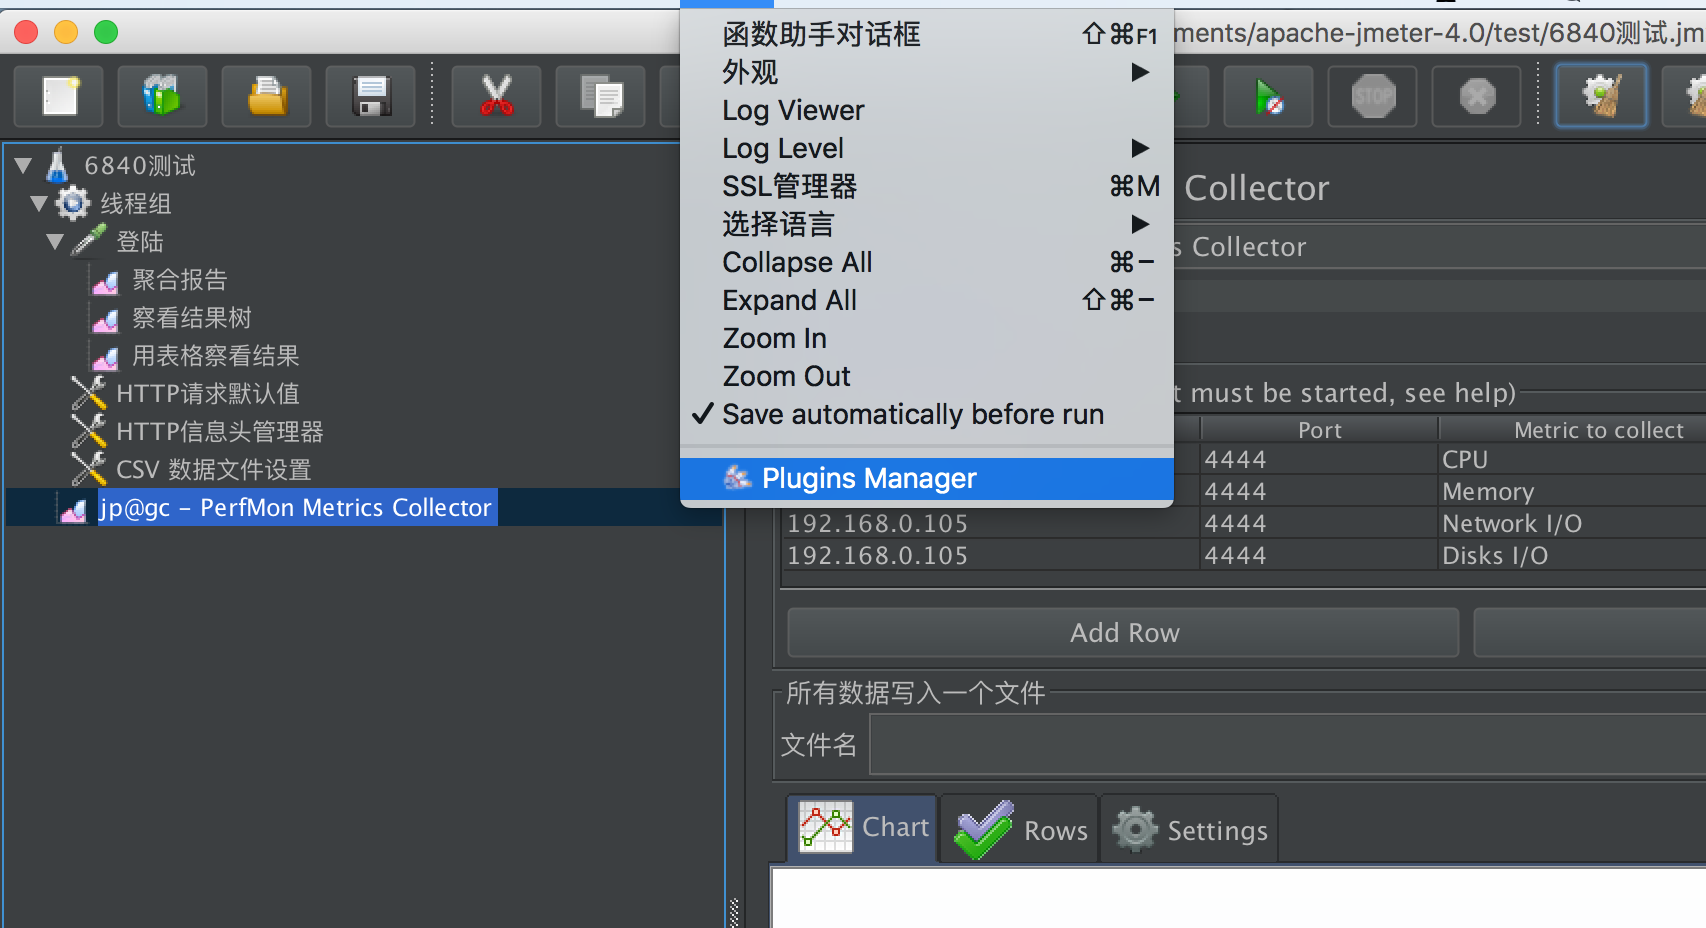 函数助手对话框 ⇧⌘F1
外观 ▶
Log Viewer
Log Level ▶
SSL管理器 ⌘M
选择语言 ▶
Collapse All ⌘−
Expand All ⇧⌘−
Zoom In
Zoom Out
✓ Save automatically before run
Plugins Manager
ments/apache-jmeter-4.0/test/6840测试.jm
STOP
6840测试
线程组
登陆
聚合报告
察看结果树
用表格察看结果
HTTP请求默认值
HTTP信息头管理器
CSV 数据文件设置
jp@gc - PerfMon Metrics Collector
Collector
s Collector
t must be started, see help)
Port Metric to collect
4444 CPU
4444 Memory
192.168.0.105 4444 Network I/O
192.168.0.105 4444 Disks I/O
Add Row
所有数据写入一个文件
文件名
Chart Rows Settings